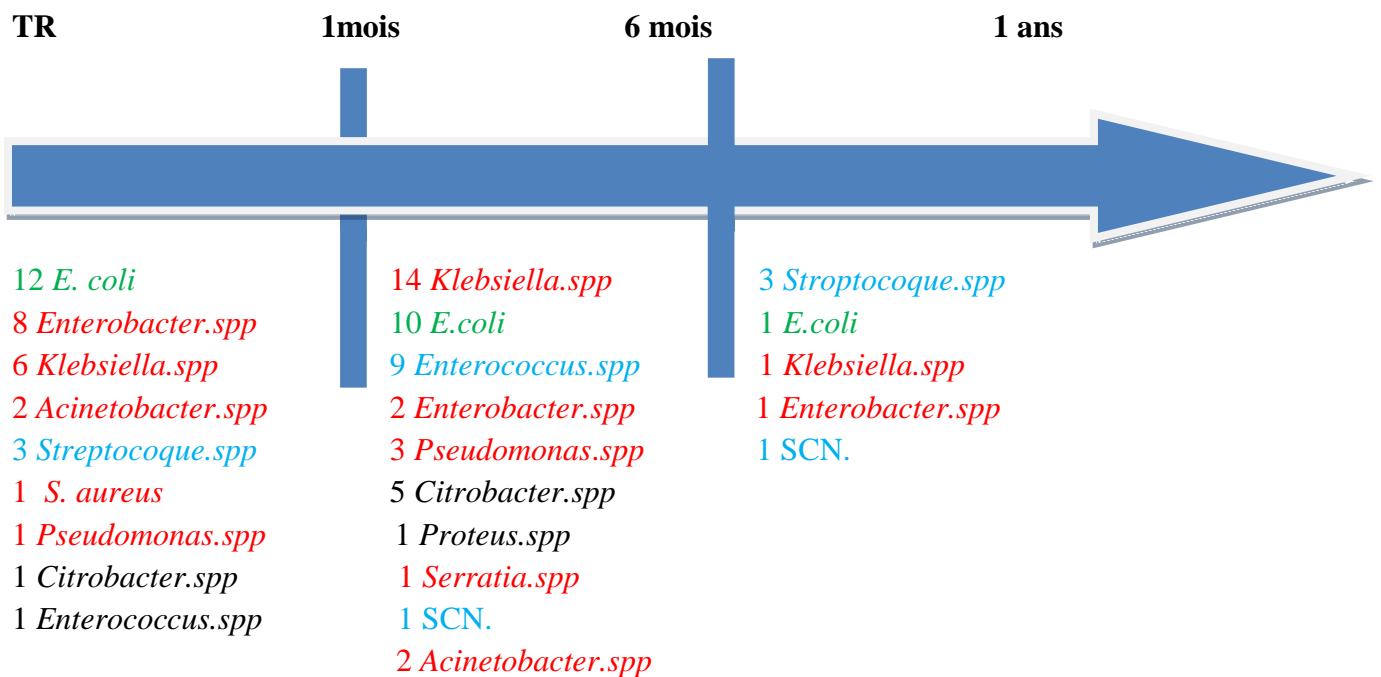 TR 1mois 6 mois 1 ans
12 E. coli
8 Enterobacter.spp
6 Klebsiella.spp
2 Acinetobacter.spp
3 Streptocoque.spp
1 S. aureus
1 Pseudomonas.spp
1 Citrobacter.spp
1 Enterococcus.spp
14 Klebsiella.spp
10 E.coli
9 Enterococcus.spp
2 Enterobacter.spp
3 Pseudomonas.spp
5 Citrobacter.spp
1 Proteus.spp
1 Serratia.spp
1 SCN.
2 Acinetobacter.spp
3 Stroptocoque.spp
1 E.coli
1 Klebsiella.spp
1 Enterobacter.spp
1 SCN.